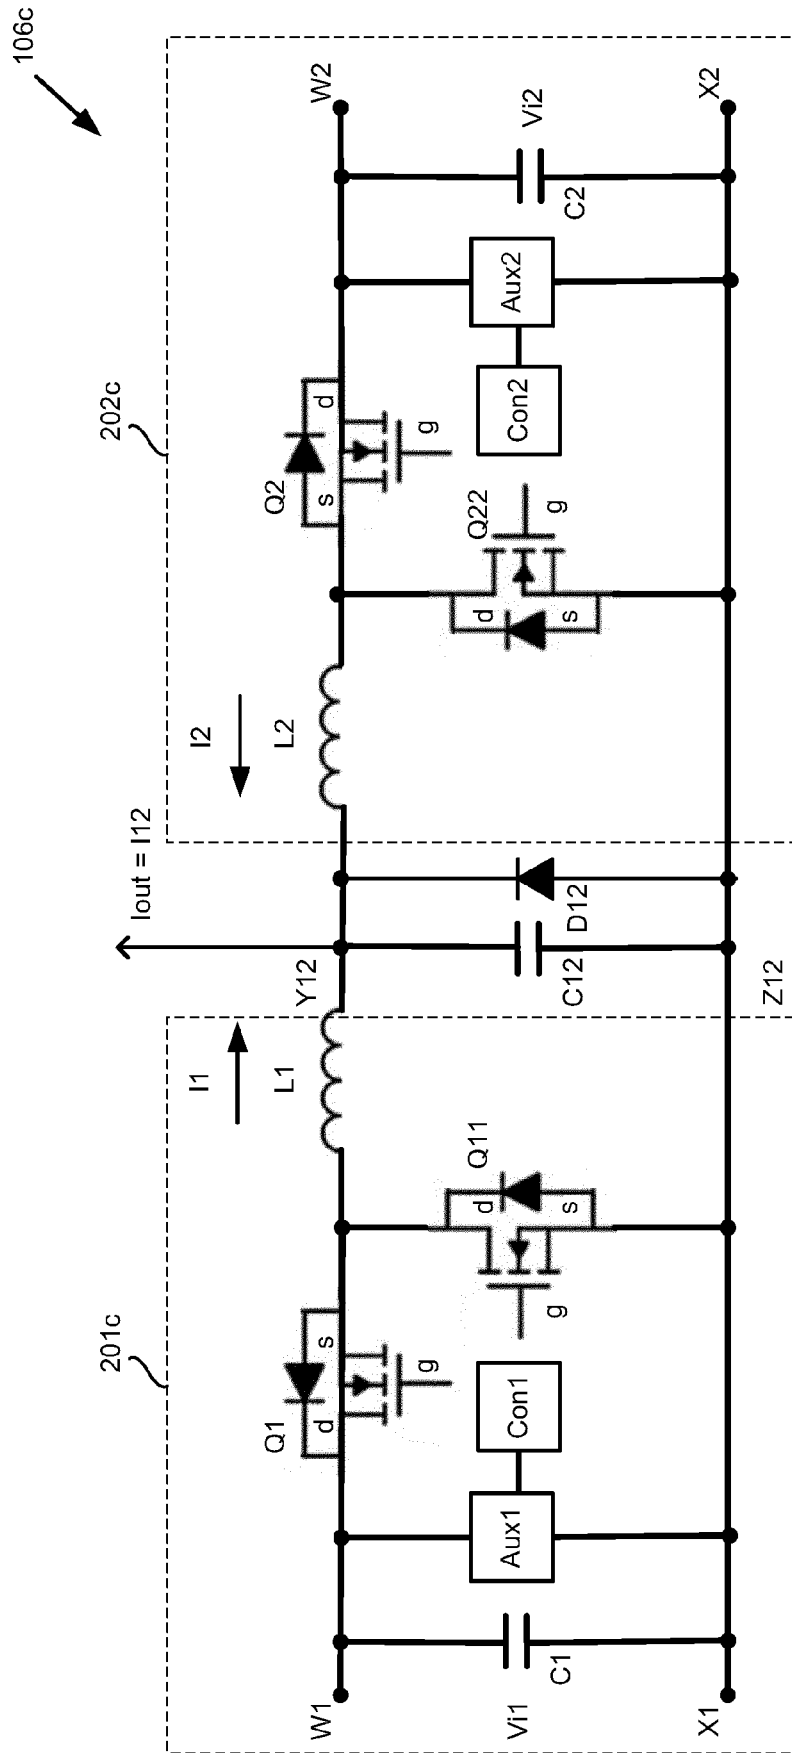 106c
201c
202c
Iout = I12
I1
I2
Q1
d
s
g
L1
Y12
L2
Q2
s
d
g
W1
W2
Vi1
C1
Aux1
Con1
Q11
d
s
g
C12
D12
Q22
d
s
g
Con2
Aux2
C2
Vi2
X1
Z12
X2